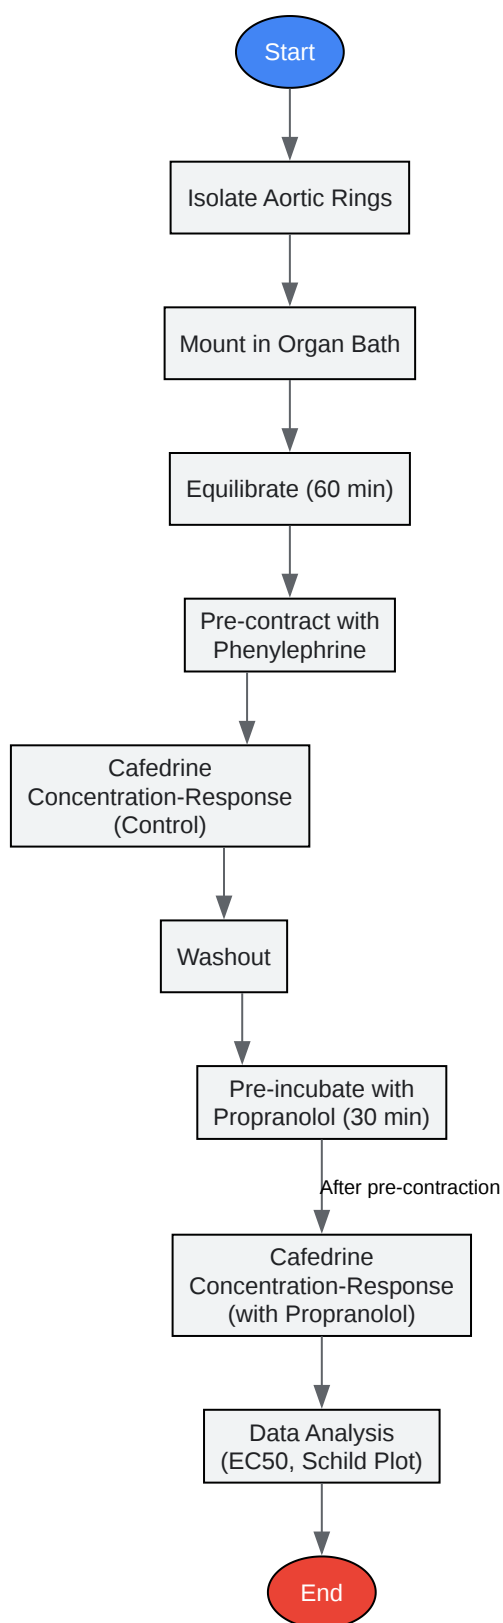 Start
Isolate Aortic Rings
Mount in Organ Bath
Equilibrate (60 min)
Pre-contract with
Phenylephrine
Cafedrine
Concentration-Response
(Control)
Washout
Pre-incubate with
Propranolol (30 min)
After pre-contraction
Cafedrine
Concentration-Response
(with Propranolol)
Data Analysis
(EC50, Schild Plot)
End